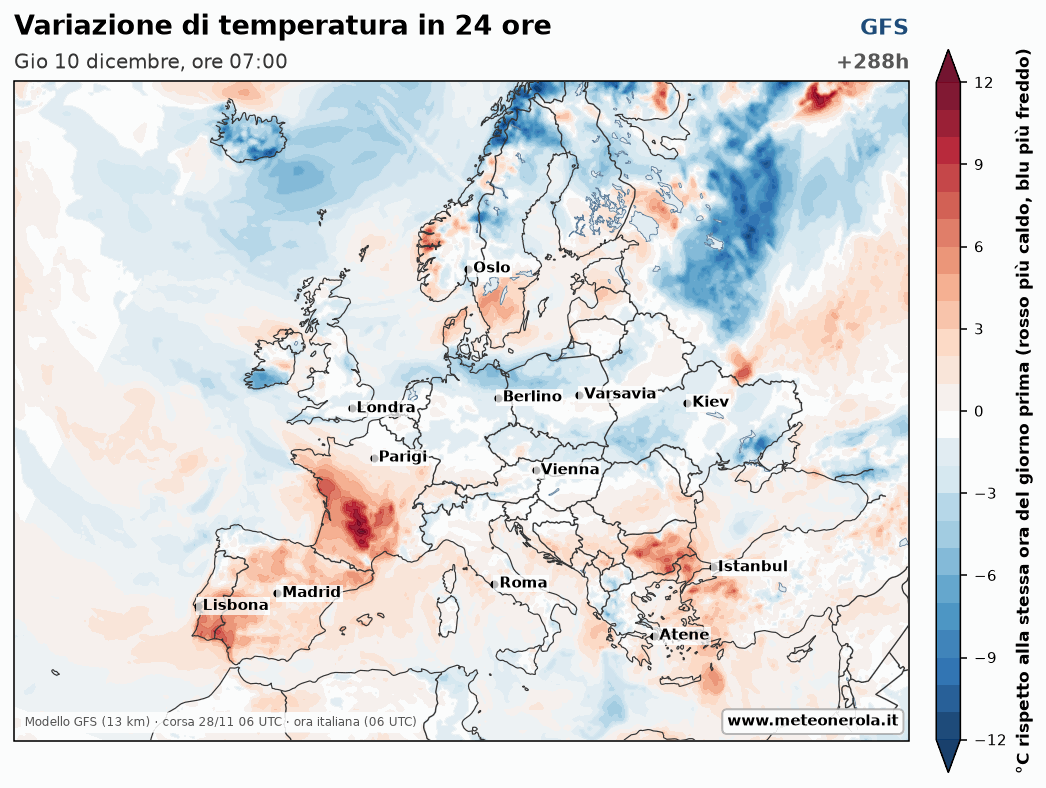 Variazione di temperatura in 24 ore
GFS
Gio 10 dicembre, ore 07:00
+288h
Oslo
Berlino
Varsavia
Kiev
Londra
Parigi
Vienna
Istanbul
Roma
Madrid
Lisbona
Atene
Modello GFS (13 km) · corsa 28/11 06 UTC · ora italiana (06 UTC)
www.meteonerola.it
12
9
6
3
0
−3
−6
−9
−12
°C rispetto alla stessa ora del giorno prima (rosso più caldo, blu più freddo)